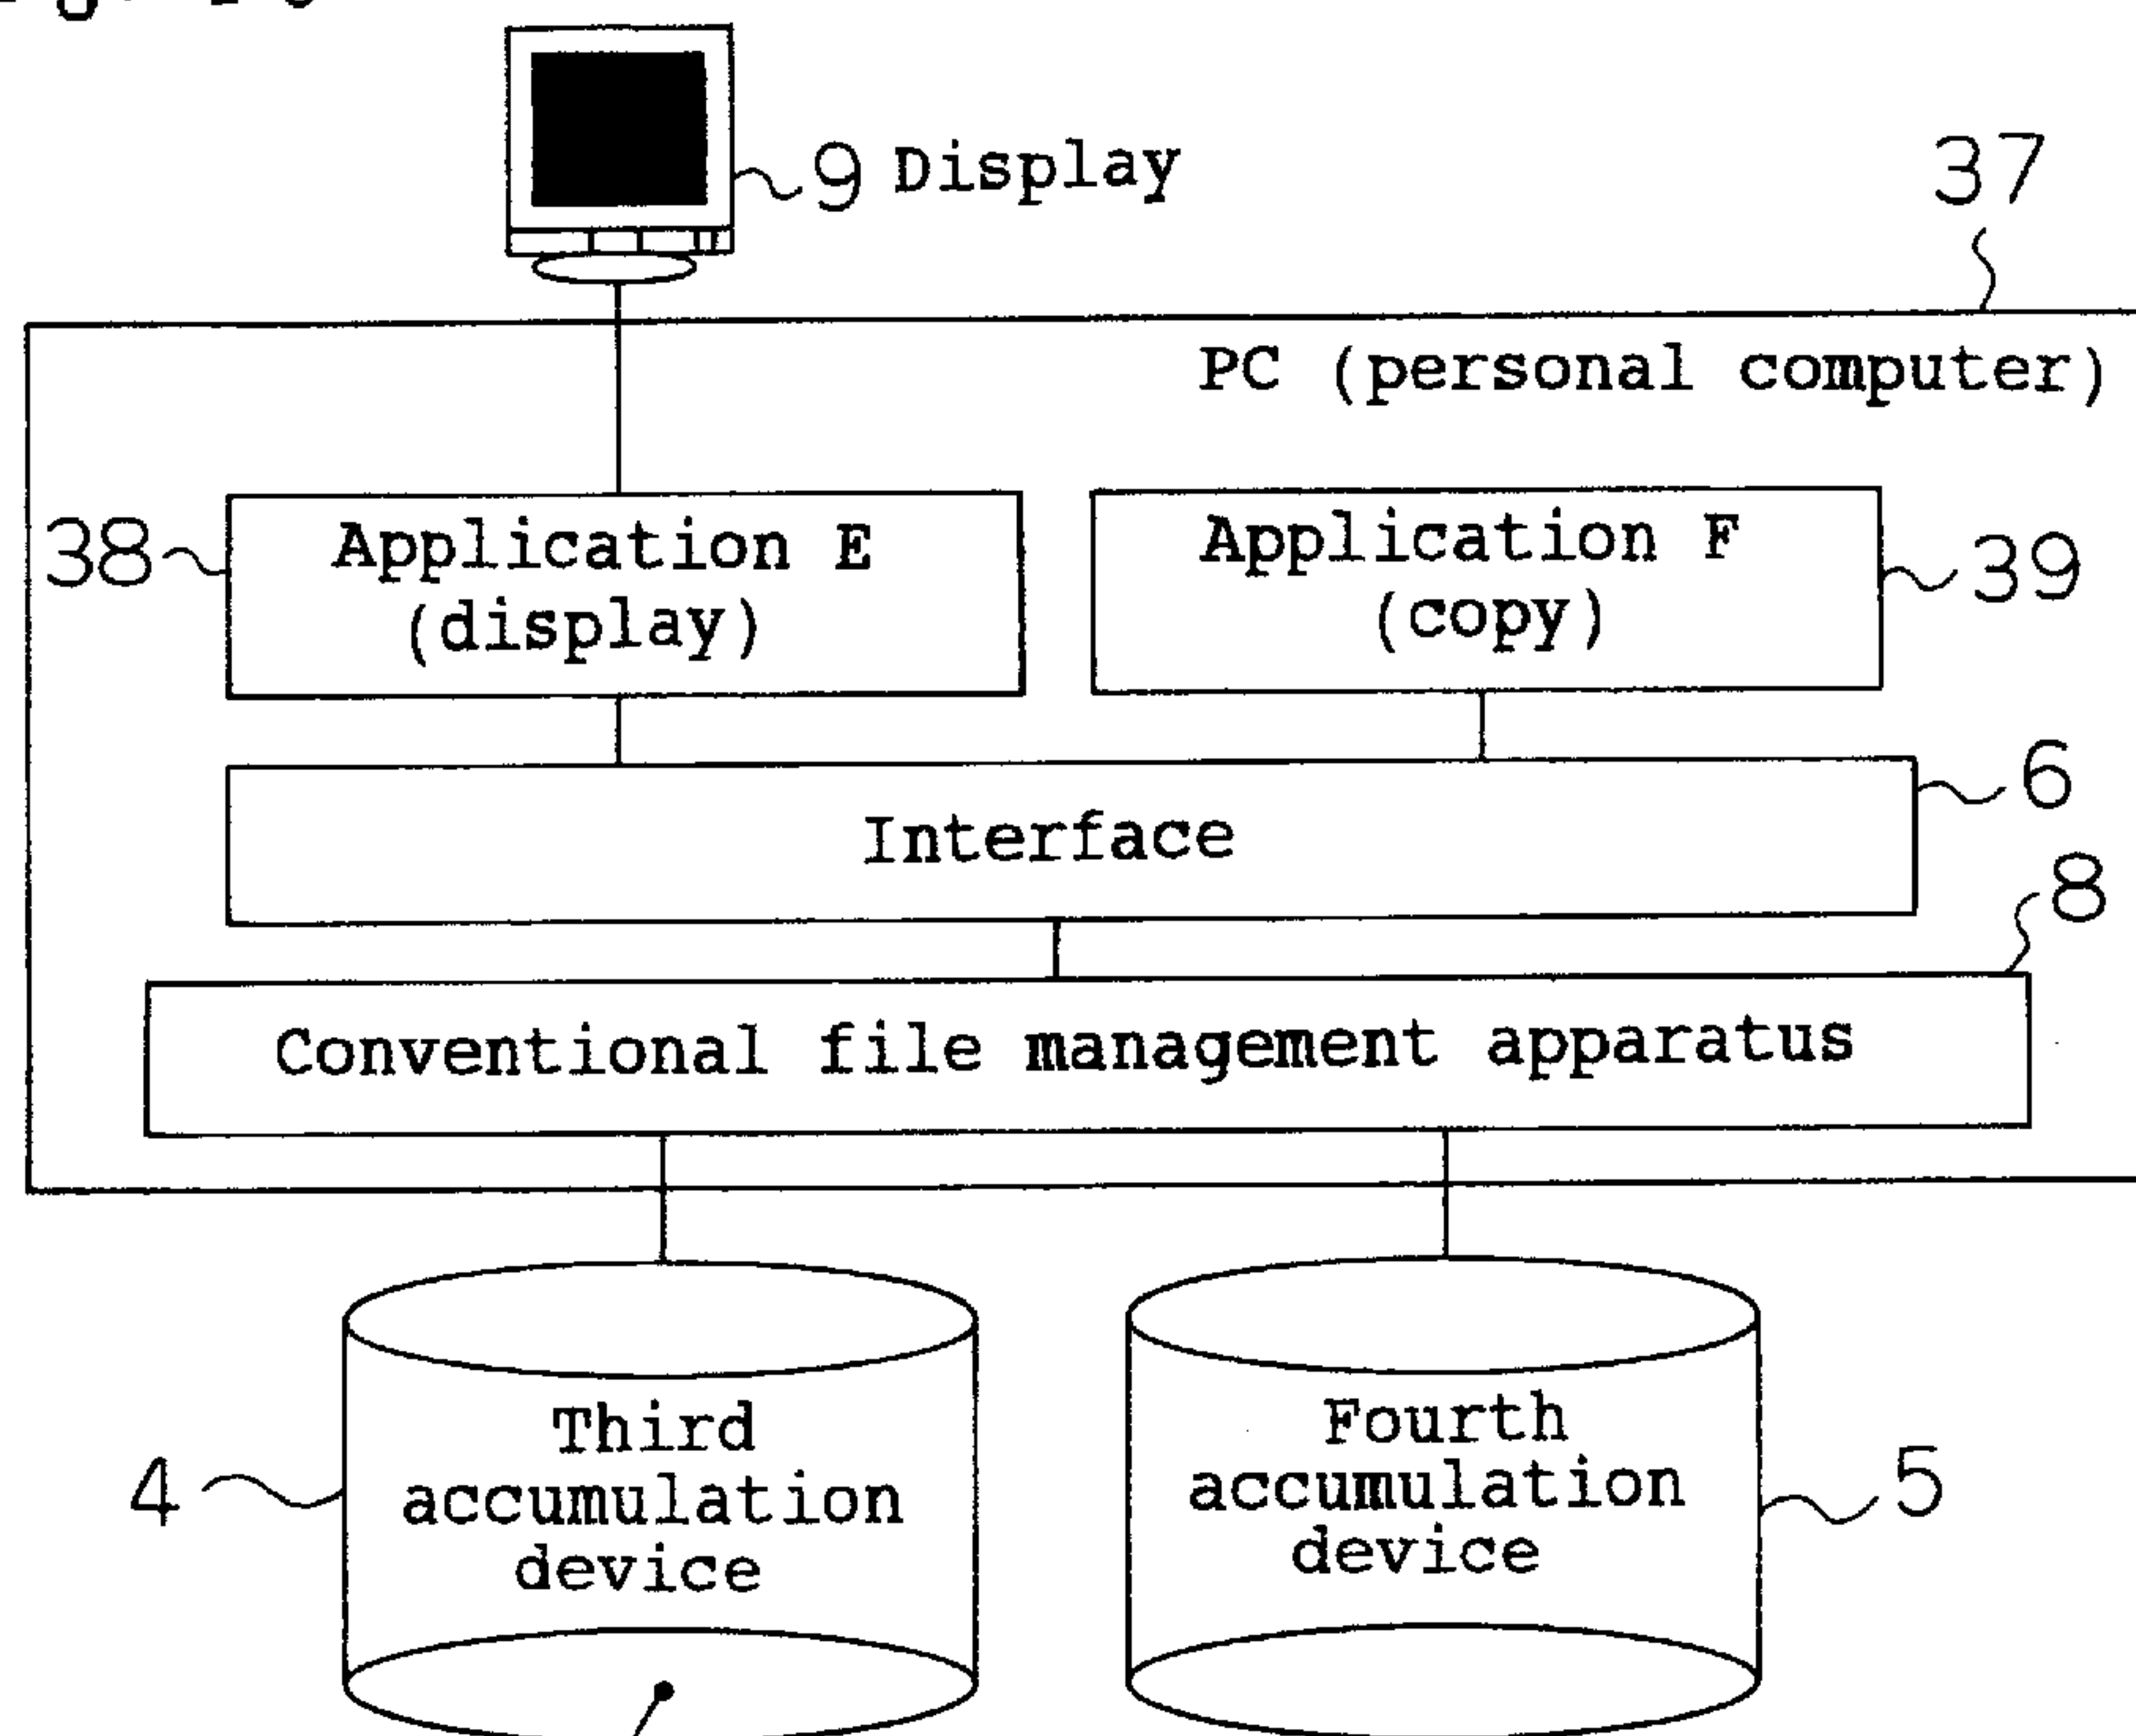 9 Display
37
PC (personal computer)
38
Application E
(display)
Application F
(copy)
39
6
Interface
8
Conventional file management apparatus
4
Third
accumulation
device
Fourth
accumulation
device
5